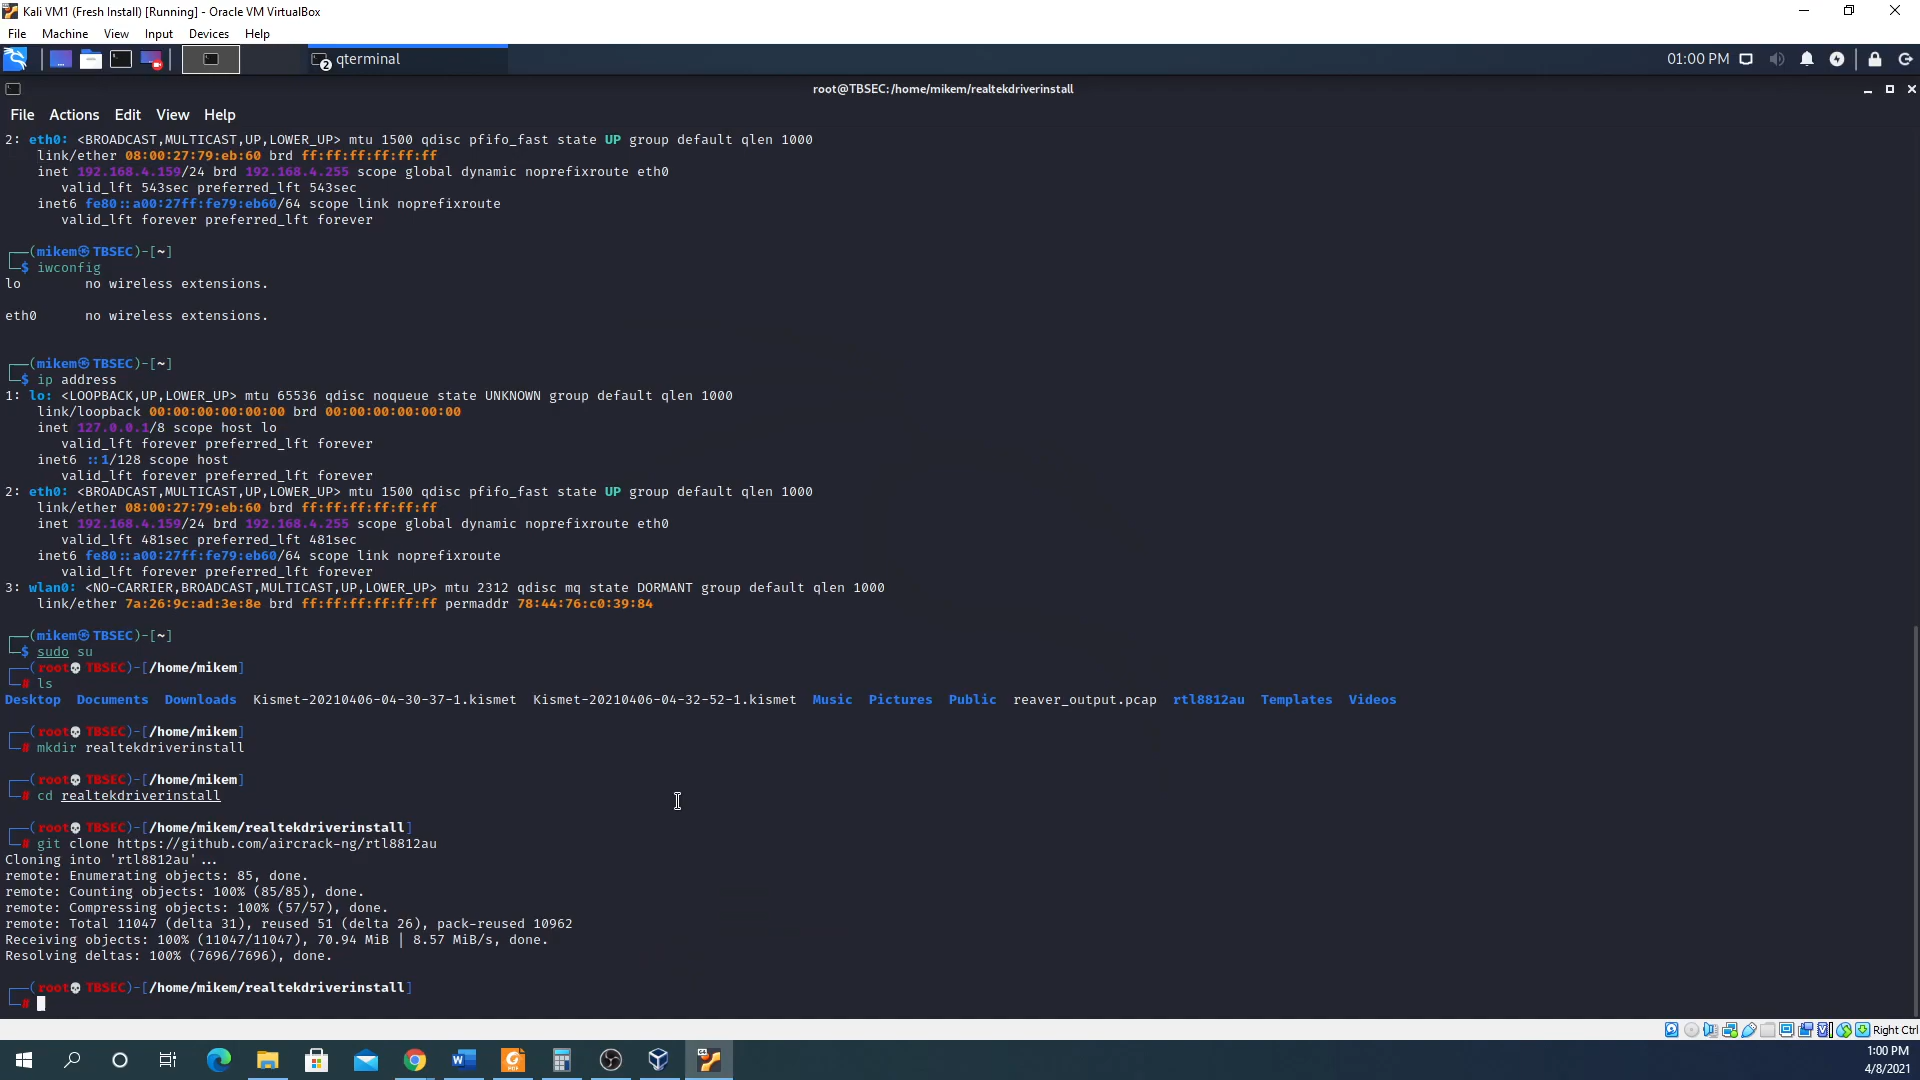 Kali VM1 (Fresh Install) [Running] - Oracle VM VirtualBox
File Machine View Input Devices Help
qterminal
01:00 PM
root@TBSEC:/home/mikem/realtekdriverinstall
File Actions Edit View Help
2: eth0: <BROADCAST,MULTICAST,UP,LOWER_UP> mtu 1500 qdisc pfifo_fast state UP group default qlen 1000
link/ether 08:00:27:79:eb:60 brd ff:ff:ff:ff:ff:ff
inet 192.168.4.159/24 brd 192.168.4.255 scope global dynamic noprefixroute eth0
valid_lft 543sec preferred_lft 543sec
inet6 fe80::a00:27ff:fe79:eb60/64 scope link noprefixroute
valid_lft forever preferred_lft forever
┌──(mikem㉿TBSEC)-[~]
└─$ iwconfig
lo        no wireless extensions.
eth0      no wireless extensions.
┌──(mikem㉿TBSEC)-[~]
└─$ ip address
1: lo: <LOOPBACK,UP,LOWER_UP> mtu 65536 qdisc noqueue state UNKNOWN group default qlen 1000
link/loopback 00:00:00:00:00:00 brd 00:00:00:00:00:00
inet 127.0.0.1/8 scope host lo
valid_lft forever preferred_lft forever
inet6 ::1/128 scope host
valid_lft forever preferred_lft forever
2: eth0: <BROADCAST,MULTICAST,UP,LOWER_UP> mtu 1500 qdisc pfifo_fast state UP group default qlen 1000
link/ether 08:00:27:79:eb:60 brd ff:ff:ff:ff:ff:ff
inet 192.168.4.159/24 brd 192.168.4.255 scope global dynamic noprefixroute eth0
valid_lft 481sec preferred_lft 481sec
inet6 fe80::a00:27ff:fe79:eb60/64 scope link noprefixroute
valid_lft forever preferred_lft forever
3: wlan0: <NO-CARRIER,BROADCAST,MULTICAST,UP,LOWER_UP> mtu 2312 qdisc mq state DORMANT group default qlen 1000
link/ether 7a:26:9c:ad:3e:8e brd ff:ff:ff:ff:ff:ff permaddr 78:44:76:c0:39:84
┌──(mikem㉿TBSEC)-[~]
└─$ sudo su
┌──(root💀TBSEC)-[/home/mikem]
└─# ls
Desktop  Documents  Downloads  Kismet-20210406-04-30-37-1.kismet  Kismet-20210406-04-32-52-1.kismet  Music  Pictures  Public  reaver_output.pcap  rtl8812au  Templates  Videos
┌──(root💀TBSEC)-[/home/mikem]
└─# mkdir realtekdriverinstall
┌──(root💀TBSEC)-[/home/mikem]
└─# cd realtekdriverinstall
┌──(root💀TBSEC)-[/home/mikem/realtekdriverinstall]
└─# git clone https://github.com/aircrack-ng/rtl8812au
Cloning into 'rtl8812au'...
remote: Enumerating objects: 85, done.
remote: Counting objects: 100% (85/85), done.
remote: Compressing objects: 100% (57/57), done.
remote: Total 11047 (delta 31), reused 51 (delta 26), pack-reused 10962
Receiving objects: 100% (11047/11047), 70.94 MiB | 8.57 MiB/s, done.
Resolving deltas: 100% (7696/7696), done.
┌──(root💀TBSEC)-[/home/mikem/realtekdriverinstall]
└─#
Right Ctrl
1:00 PM
4/8/2021